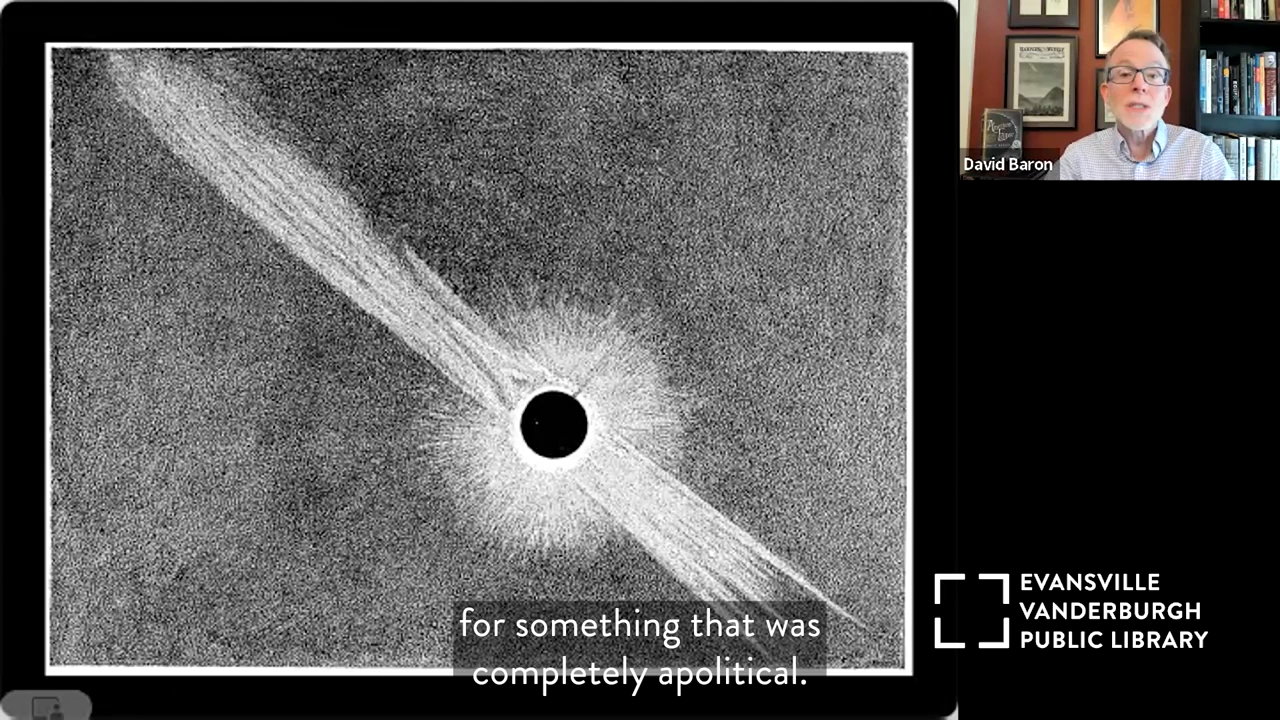 David Baron
for something that was
completely apolitical.
EVANSVILLE
VANDERBURGH
PUBLIC LIBRARY